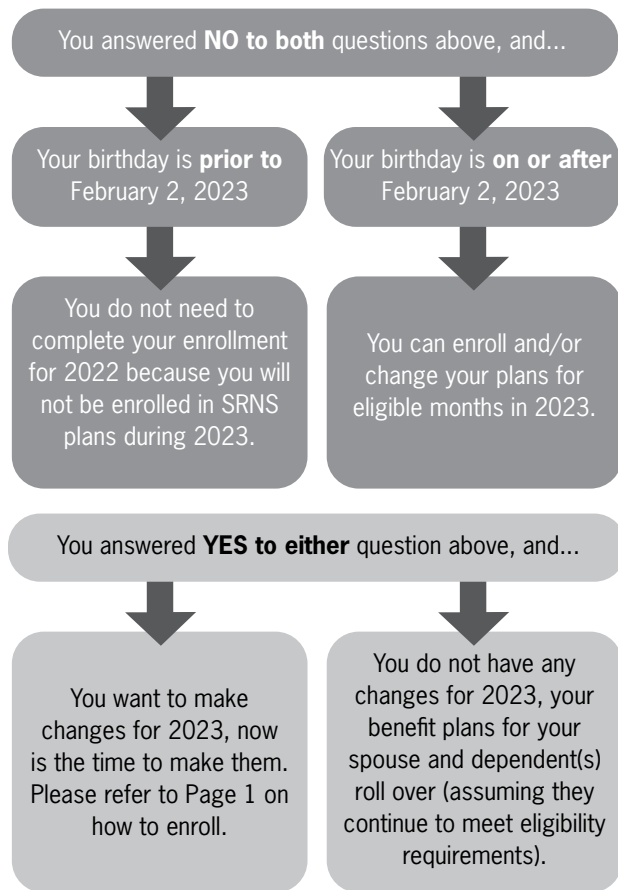 You answered NO to both questions above, and...
Your birthday is prior to
February 2, 2023
Your birthday is on or after
February 2, 2023
You do not need to
complete your enrollment
for 2022 because you will
not be enrolled in SRNS
plans during 2023.
You can enroll and/or
change your plans for
eligible months in 2023.
You answered YES to either question above, and...
You want to make
changes for 2023, now
is the time to make them.
Please refer to Page 1 on
how to enroll.
You do not have any
changes for 2023, your
benefit plans for your
spouse and dependent(s)
roll over (assuming they
continue to meet eligibility
requirements).